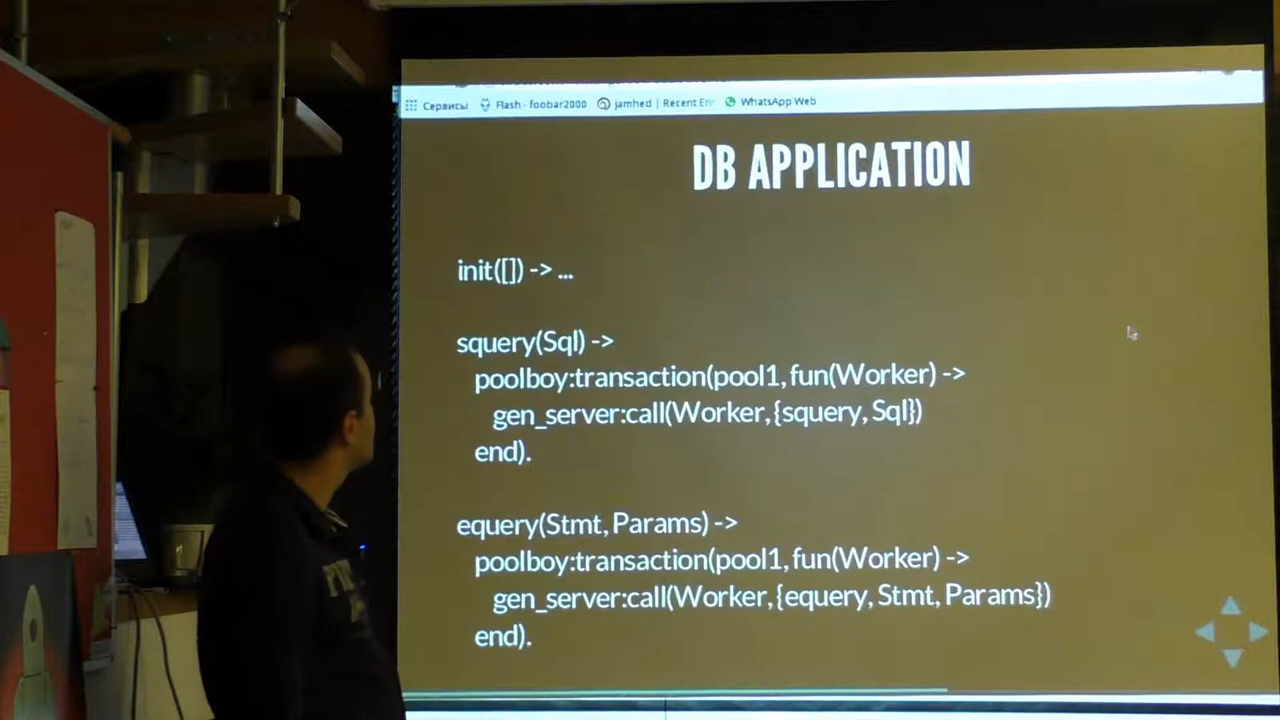 Сервисы Flash - foobar2000 jamhed | Recent En WhatsApp Web
DB APPLICATION
init([]) -> ...
squery(Sql) ->
poolboy:transaction(pool1, fun(Worker) ->
gen_server:call(Worker, {squery, Sql})
end).
equery(Stmt, Params) ->
poolboy:transaction(pool1, fun(Worker) ->
gen_server:call(Worker, {equery, Stmt, Params})
end).